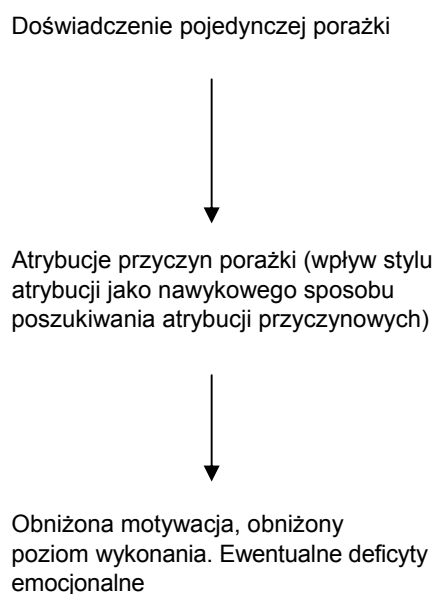 Doświadczenie pojedynczej porażki
Atrybucje przyczyn porażki (wpływ stylu
atrybucji jako nawykowego sposobu
poszukiwania atrybucji przyczynowych)
Obniżona motywacja, obniżony
poziom wykonania. Ewentualne deficyty
emocjonalne